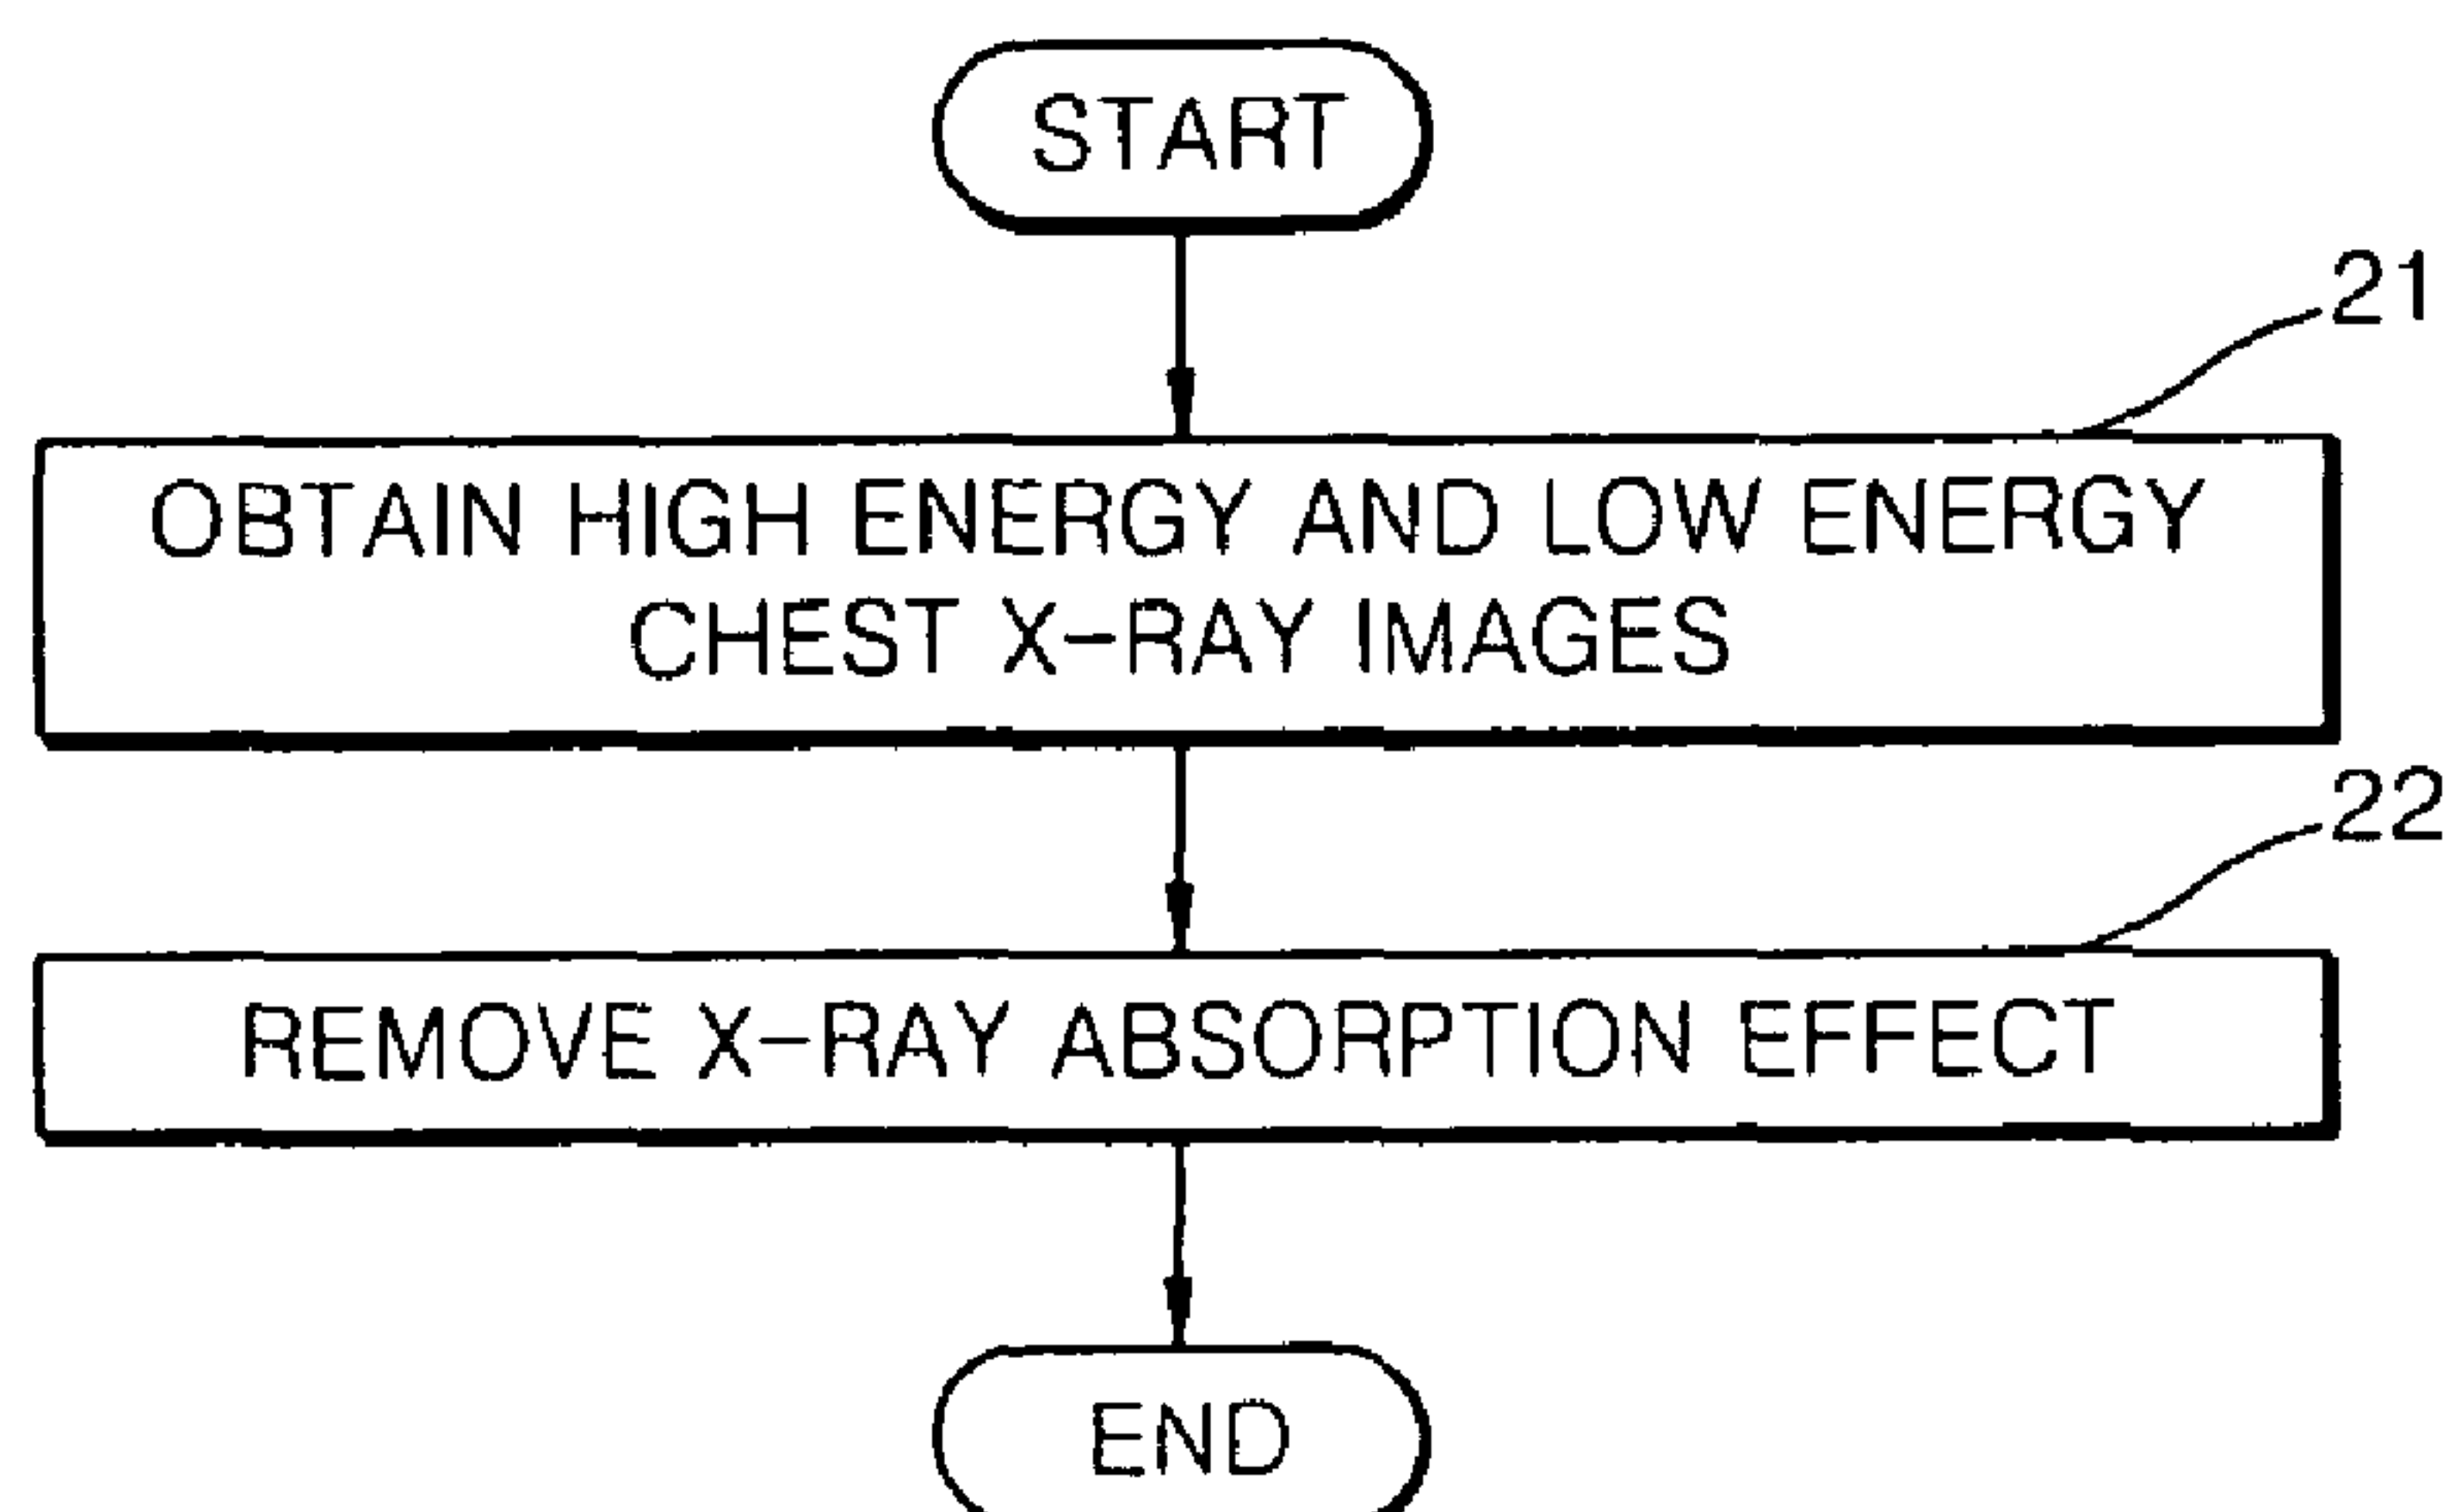 START
21
OBTAIN HIGH ENERGY AND LOW ENERGY
CHEST X-RAY IMAGES
22
REMOVE X-RAY ABSORPTION EFFECT
END